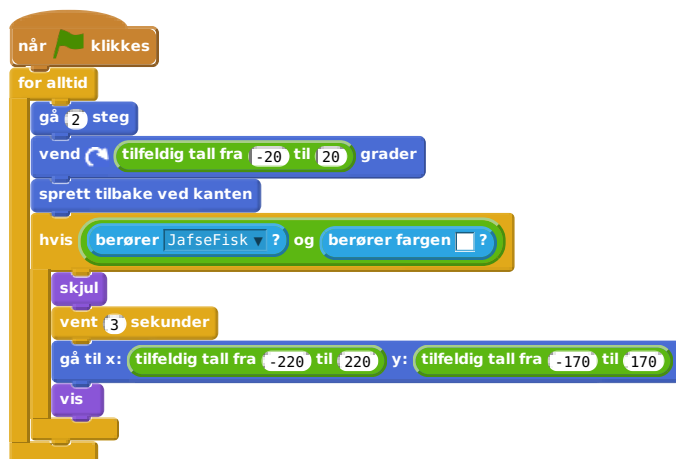 når klikkes
for alltid
gå 2 steg
vend tilfeldig tall fra -20 til 20 grader
sprett tilbake ved kanten
hvis berører JafseFisk ? og berører fargen ?
skjul
vent 3 sekunder
gå til x: tilfeldig tall fra -220 til 220 y: tilfeldig tall fra -170 til 170
vis